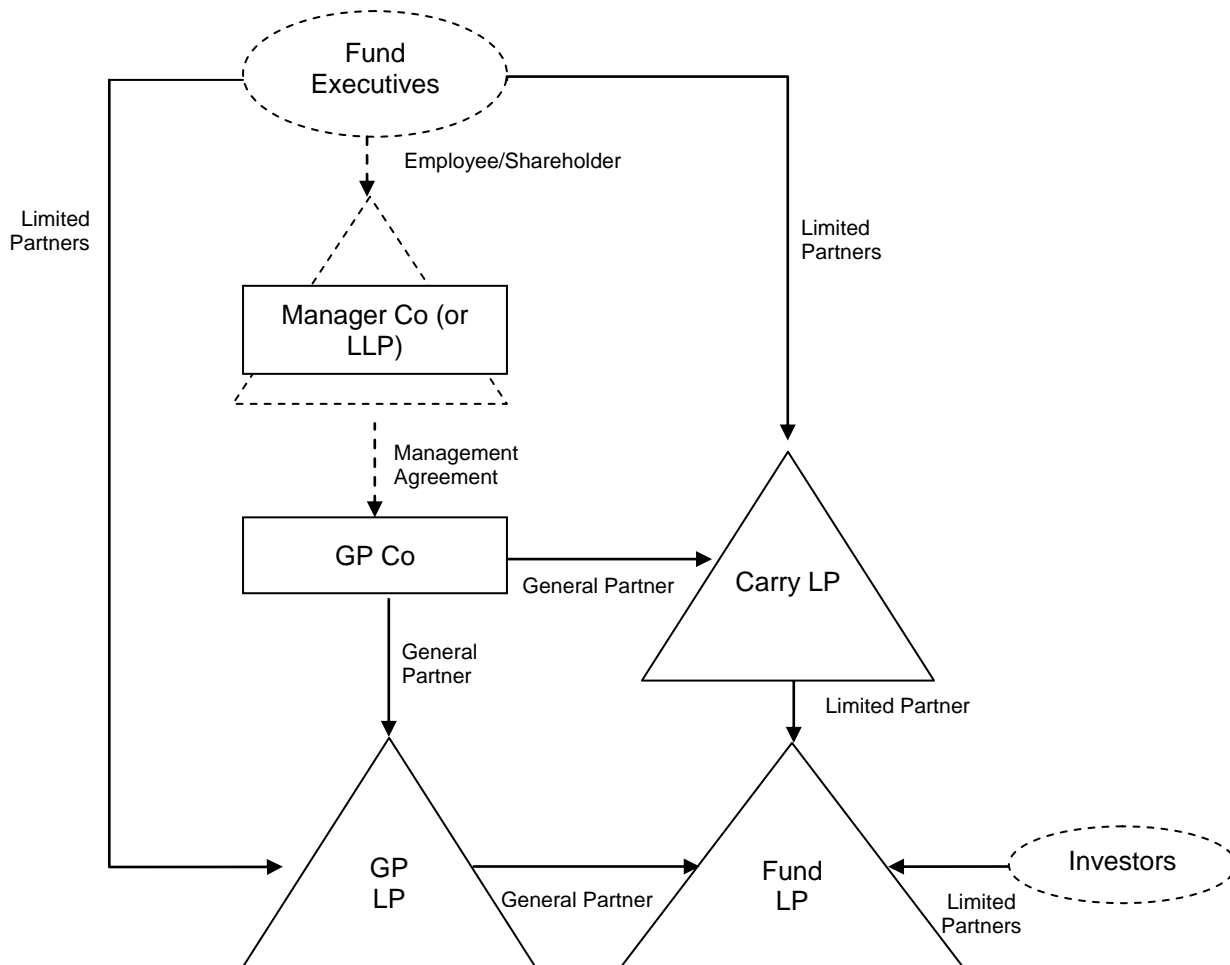 Fund
Executives
Employee/Shareholder
Limited
Partners
Limited
Partners
Manager Co (or
LLP)
Management
Agreement
GP Co
General Partner
Carry LP
General
Partner
Limited Partner
GP
LP
General Partner
Fund
LP
Investors
Limited
Partners